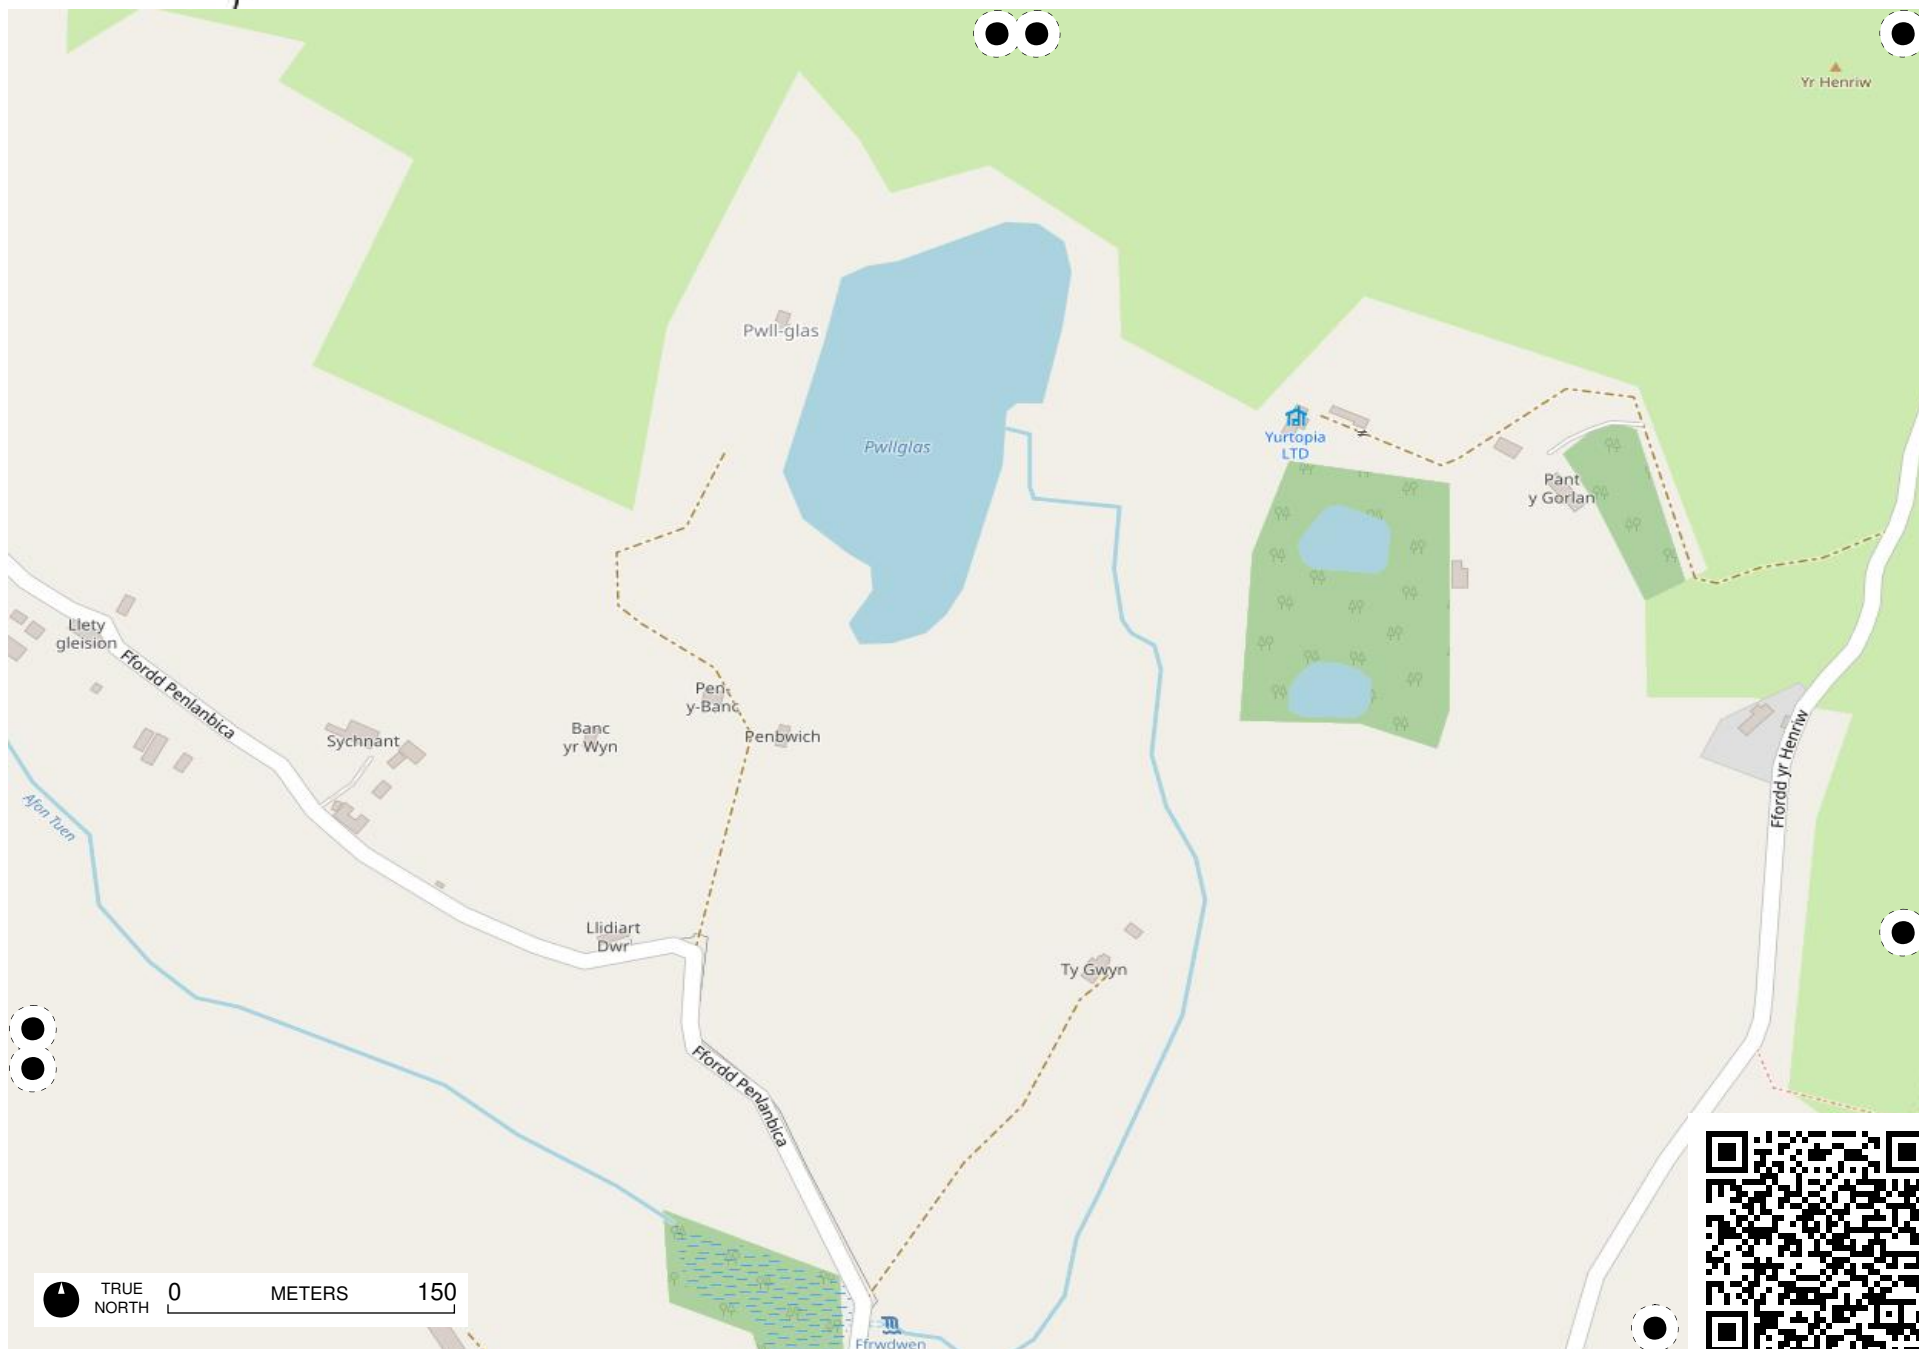 Yr Henriw
Pwll-glas
Pwllglas
Yurtopia
LTD
Pant
y Gorlan
Llety
gleision
Ffordd Penlanbica
Pen-
y-Banc
Banc
yr Wyn
Penbwich
Sychnant
Ffordd yr Henriw
Afon Tuen
Llidiart
Dwr
Ty Gwyn
Ffordd Penlanbica
TRUE
NORTH
0 METERS 150
Ffrwdwen